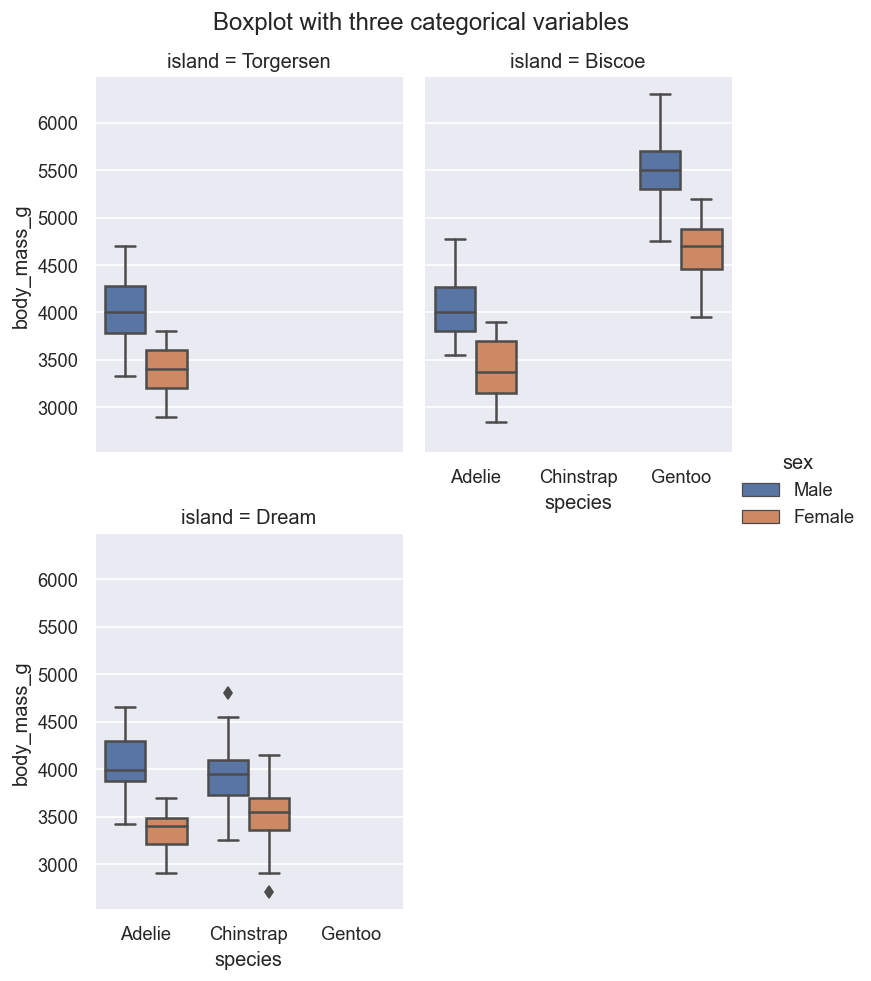 Boxplot with three categorical variables
island = Torgersen
island = Biscoe
body_mass_g
6000
5500
5000
4500
4000
3500
3000
Adelie Chinstrap Gentoo
species
sex
Male
Female
island = Dream
body_mass_g
6000
5500
5000
4500
4000
3500
3000
Adelie Chinstrap Gentoo
species